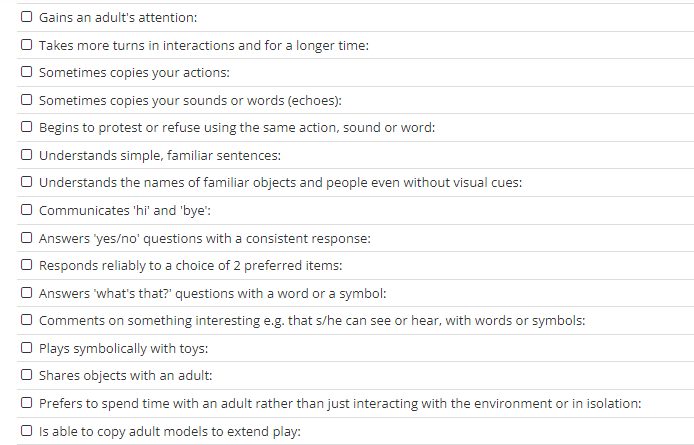 Gains an adult's attention:
Takes more turns in interactions and for a longer time:
Sometimes copies your actions:
Sometimes copies your sounds or words (echoes):
Begins to protest or refuse using the same action, sound or word:
Understands simple, familiar sentences:
Understands the names of familiar objects and people even without visual cues:
Communicates 'hi' and 'bye':
Answers 'yes/no' questions with a consistent response:
Responds reliably to a choice of 2 preferred items:
Answers 'what's that?' questions with a word or a symbol:
Comments on something interesting e.g. that s/he can see or hear, with words or symbols:
Plays symbolically with toys:
Shares objects with an adult:
Prefers to spend time with an adult rather than just interacting with the environment or in isolation:
Is able to copy adult models to extend play: